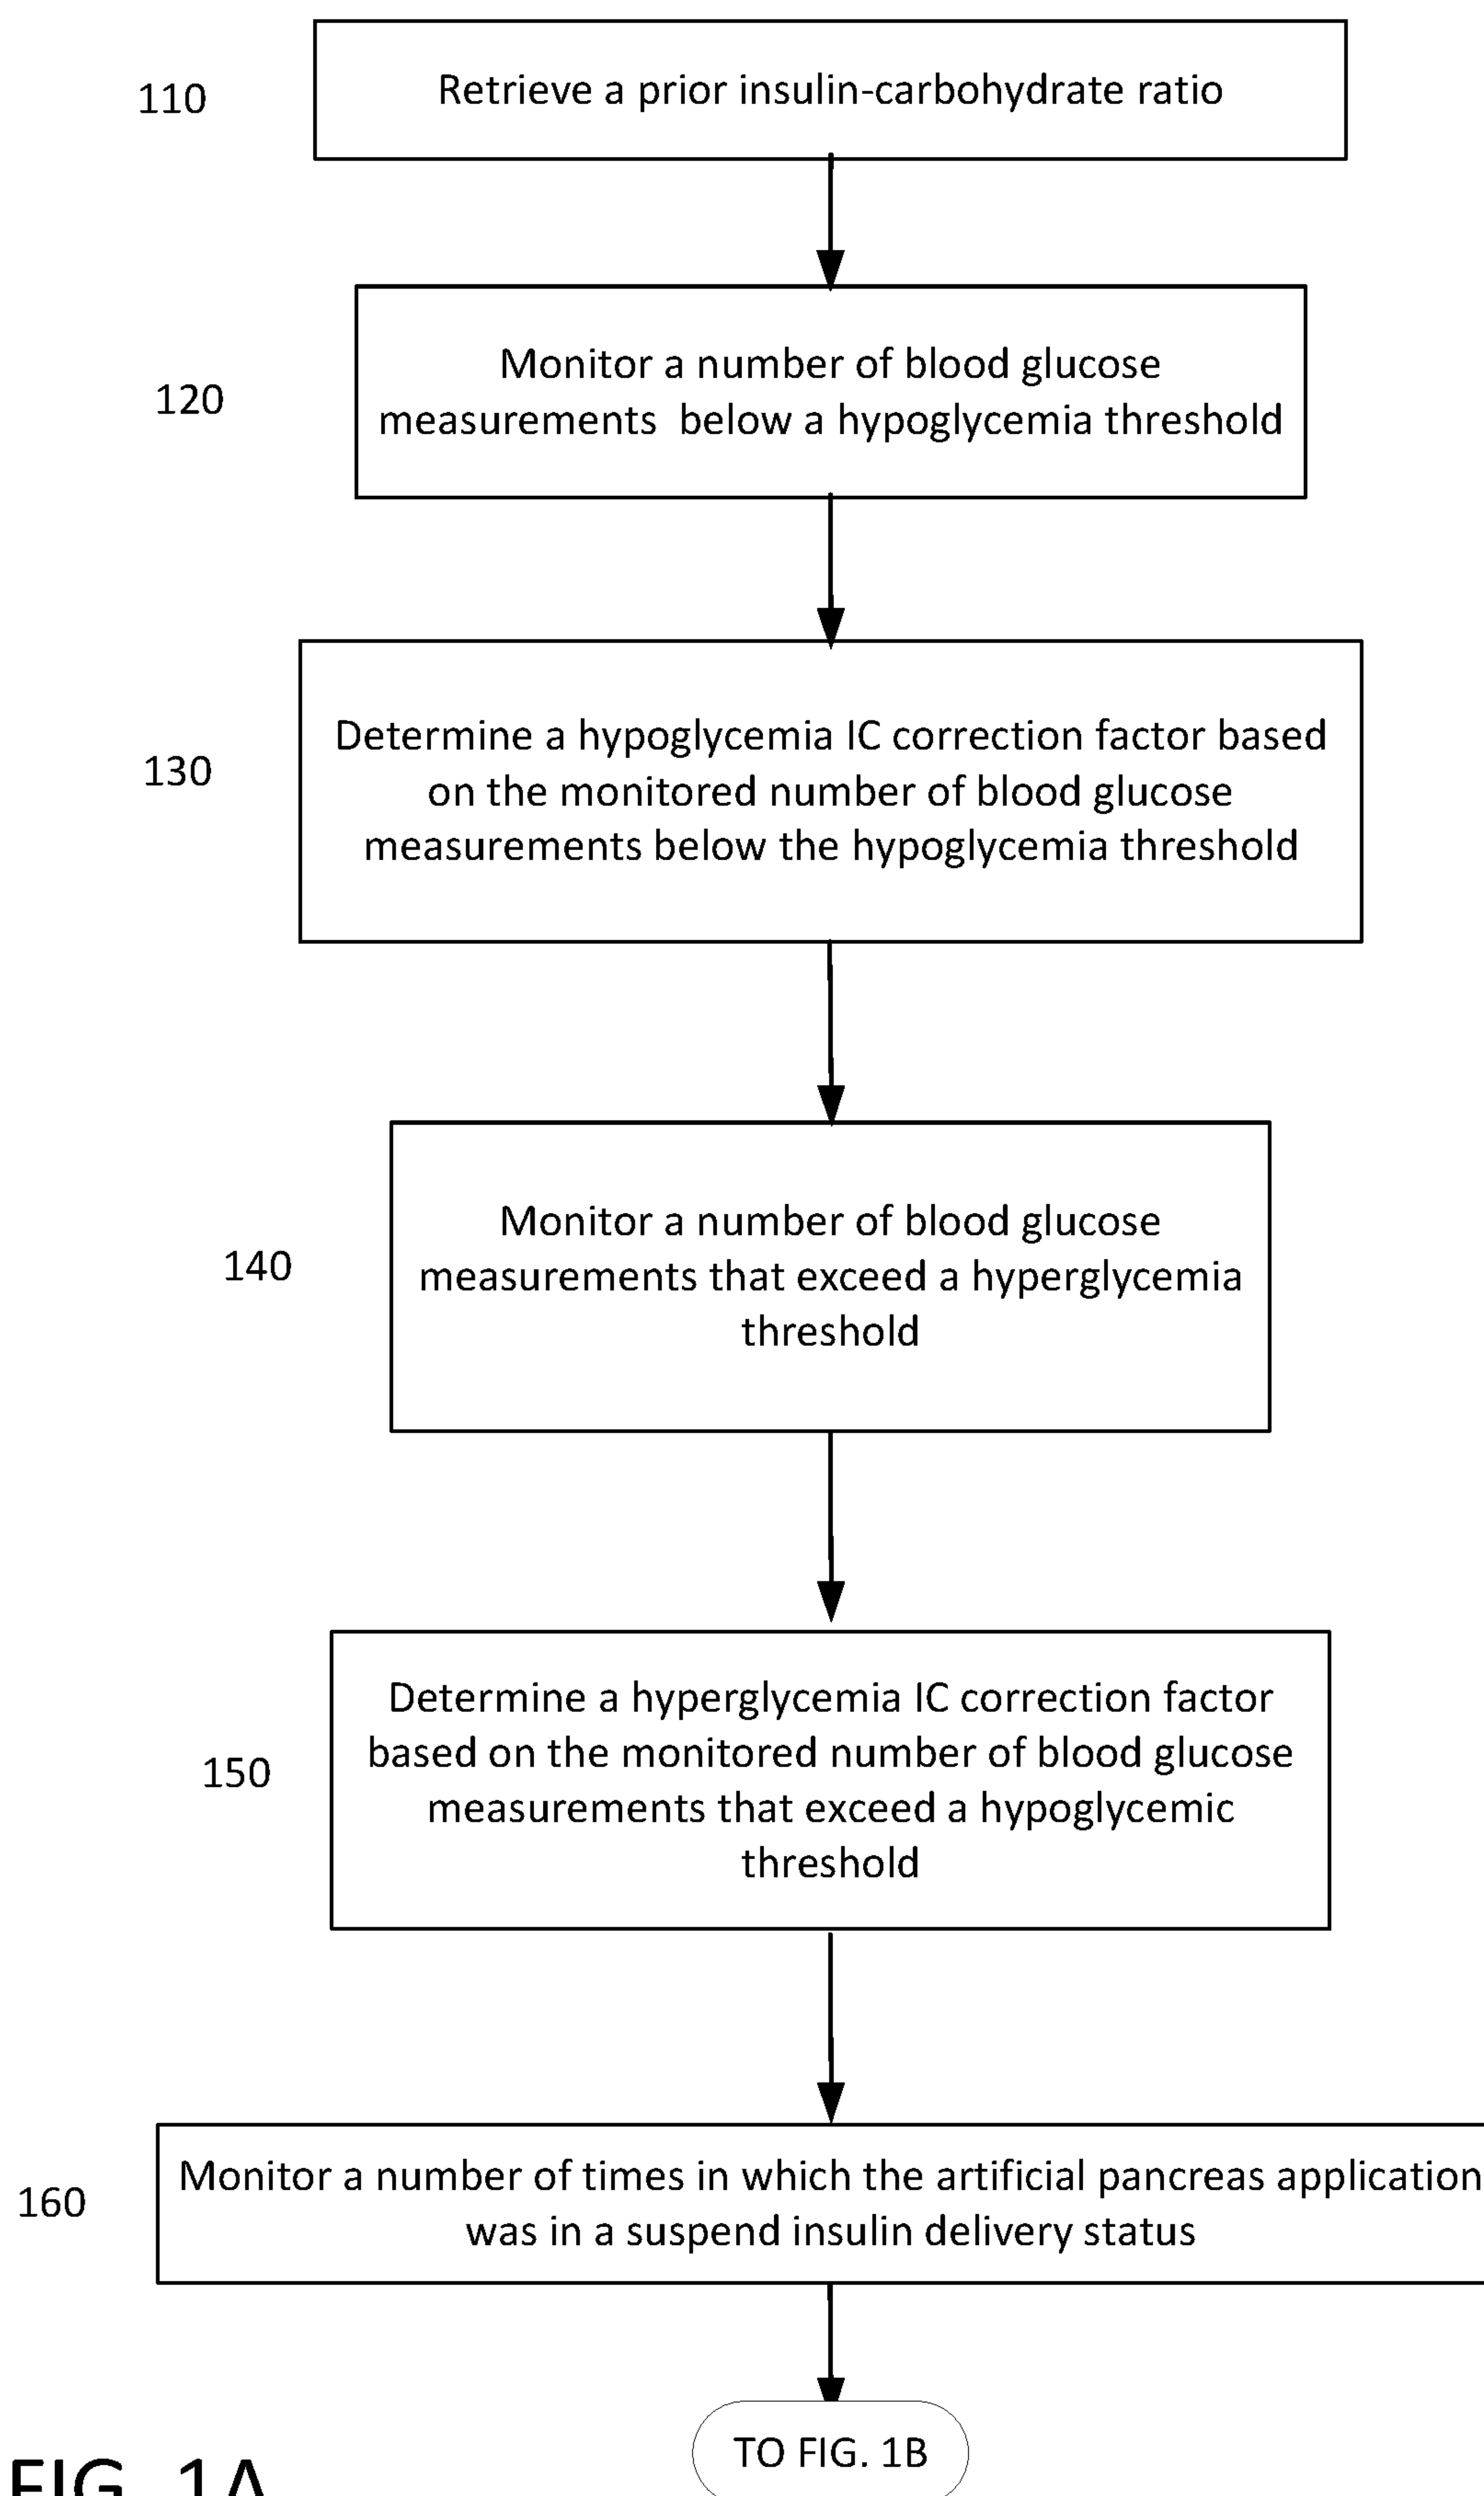 110
Retrieve a prior insulin-carbohydrate ratio
120
Monitor a number of blood glucose
measurements below a hypoglycemia threshold
130
Determine a hypoglycemia IC correction factor based
on the monitored number of blood glucose
measurements below the hypoglycemia threshold
140
Monitor a number of blood glucose
measurements that exceed a hyperglycemia
threshold
150
Determine a hyperglycemia IC correction factor
based on the monitored number of blood glucose
measurements that exceed a hypoglycemic
threshold
160
Monitor a number of times in which the artificial pancreas application
was in a suspend insulin delivery status
TO FIG. 1B
FIG. 1A